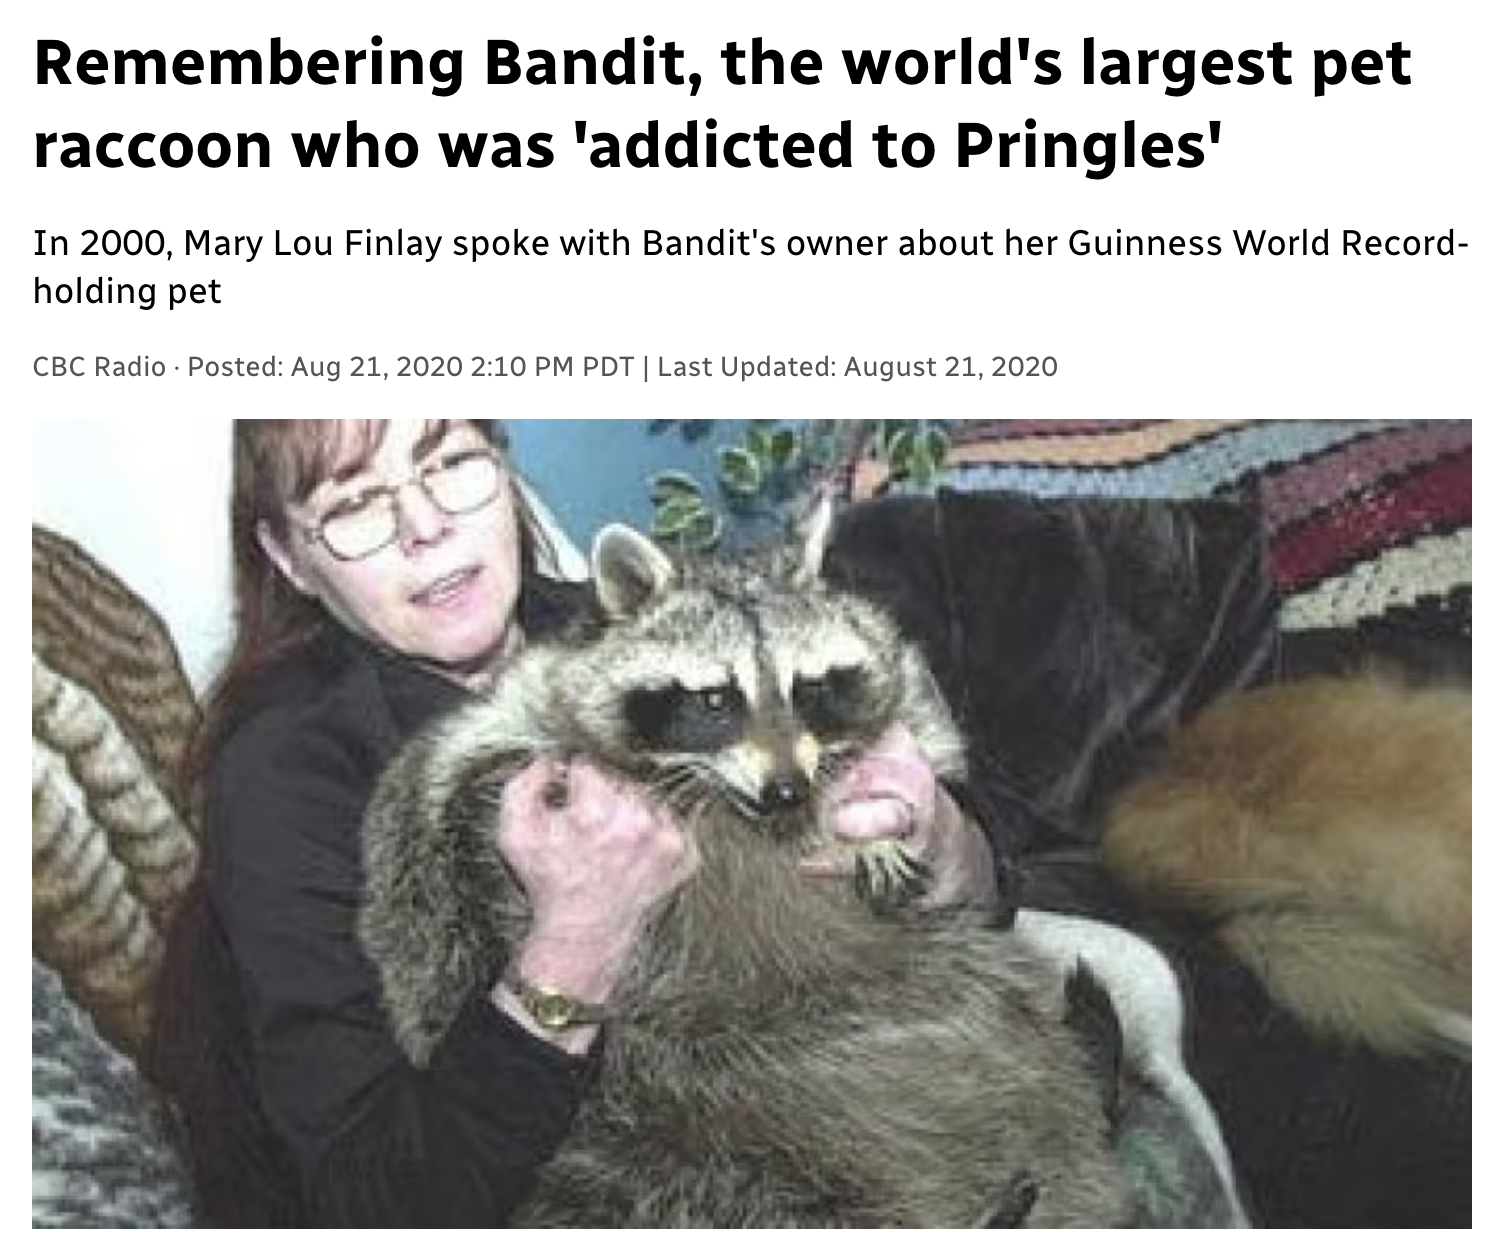 Remembering Bandit, the world's largest pet
raccoon who was 'addicted to Pringles'
In 2000, Mary Lou Finlay spoke with Bandit's owner about her Guinness World Record-
holding pet
CBC Radio · Posted: Aug 21, 2020 2:10 PM PDT | Last Updated: August 21, 2020